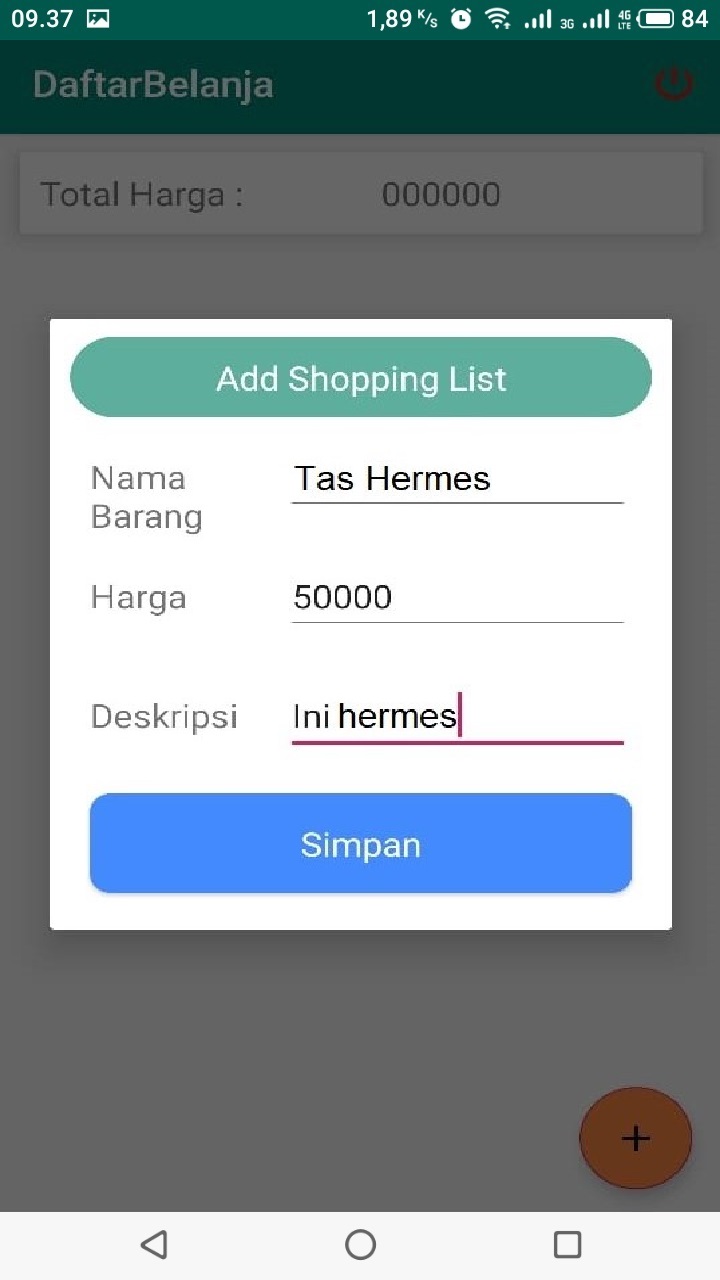 09.37 1,89 K/s 3G 4G LTE 84
DaftarBelanja
Total Harga : 000000
Add Shopping List
Nama Barang Tas Hermes
Harga 50000
Deskripsi Ini hermes
Simpan
+